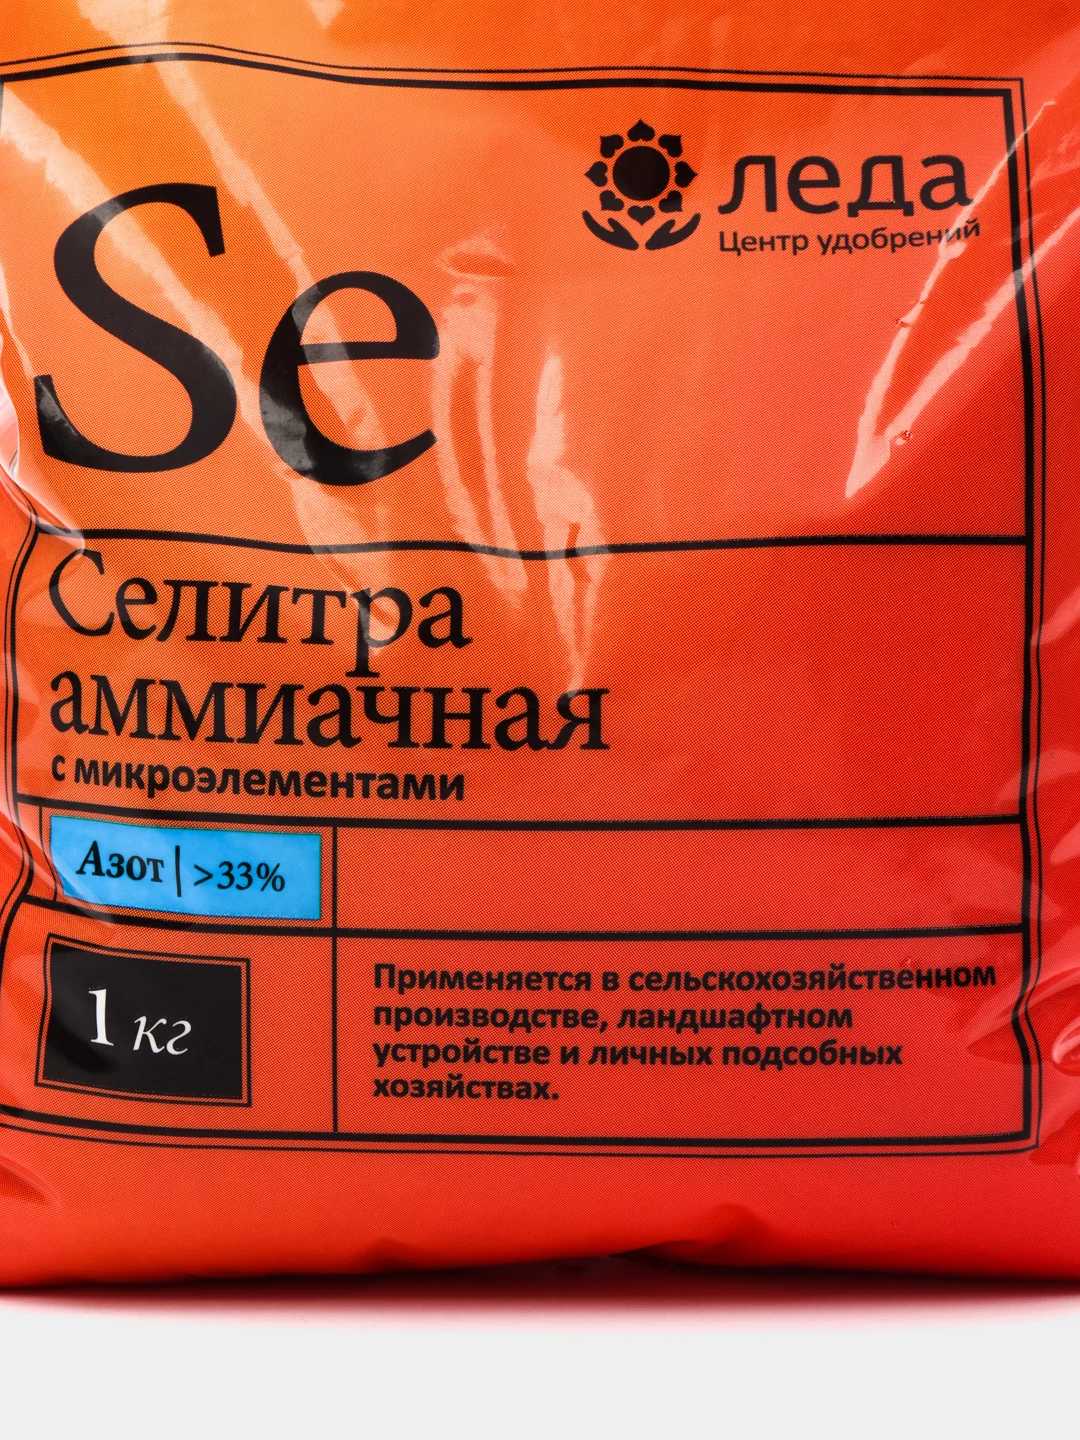 леда
Центр удобрений
Se
Селитра
аммиачная
с микроэлементами
Азот | >33%
1 кг
Применяется в сельскохозяйственном
производстве, ландшафтном
устройстве и личных подсобных
хозяйствах.